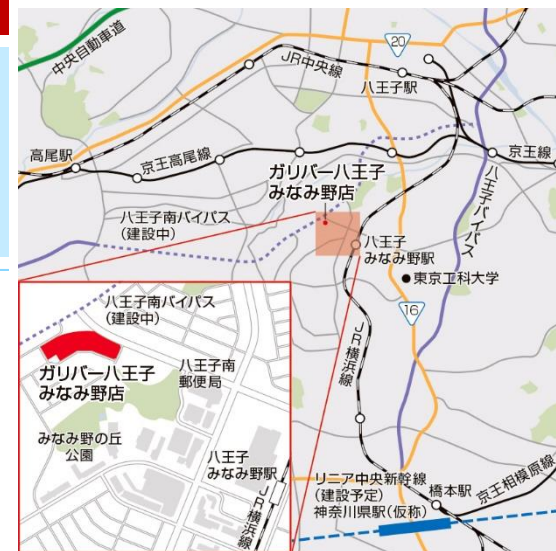 中央自動車道
20
JR中央線
八王子駅
高尾駅
京王高尾線
京王線
ガリバー八王子
みなみ野店
八王子南バイパス
(建設中)
八王子バイパス
八王子
みなみ野駅
東京工科大学
16
JR横浜線
八王子南バイパス
(建設中)
ガリバー八王子
みなみ野店
八王子南
郵便局
みなみ野の丘
公園
八王子
みなみ野駅
JR横浜線
リニア中央新幹線
(建設予定)
神奈川県駅(仮称)
橋本駅
京王相模原線